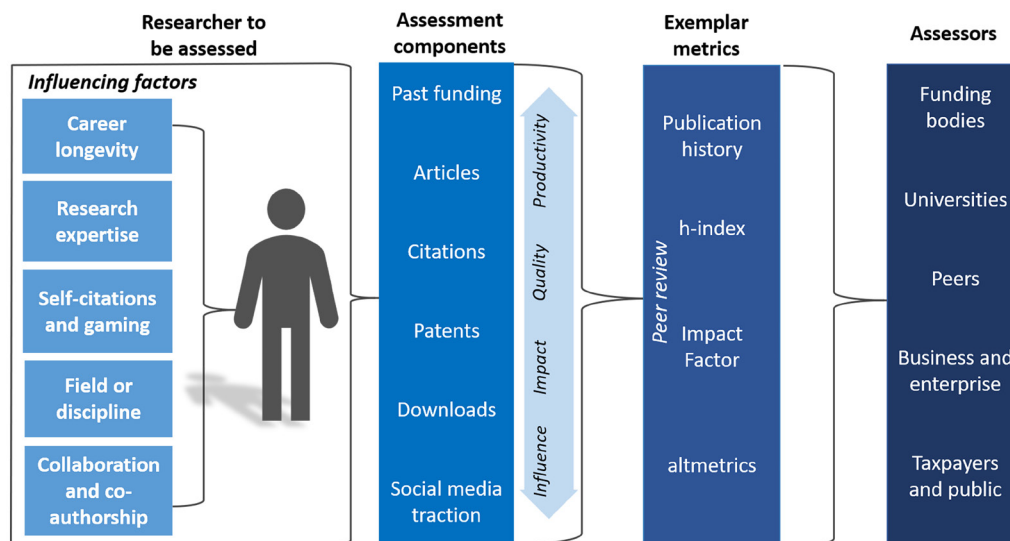 Researcher to
be assessed
Assessment
components
Exemplar
metrics
Assessors
Influencing factors
Career
longevity
Research
expertise
Self-citations
and gaming
Field or
discipline
Collaboration
and co-
authorship
Past funding
Articles
Citations
Patents
Downloads
Social media
traction
Productivity
Quality
Impact
Influence
Peer review
Publication
history
h-index
Impact
Factor
altmetrics
Funding
bodies
Universities
Peers
Business and
enterprise
Taxpayers
and public